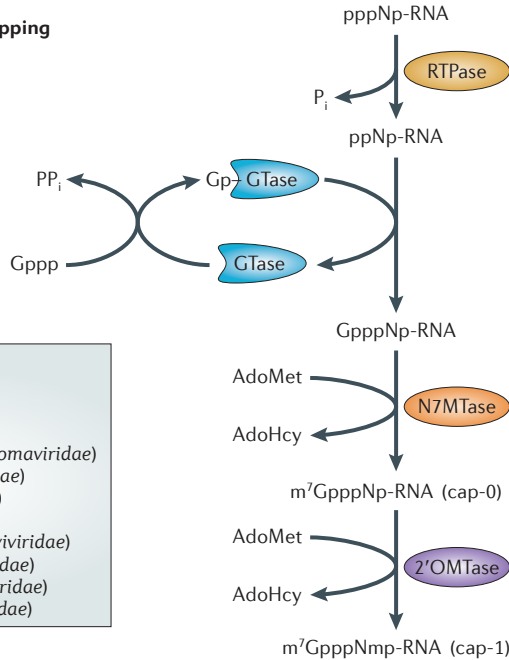 pping
pppNp-RNA
RTPase
Pi
ppNp-RNA
PPi
Gp GTase
Gppp
GTase
GpppNp-RNA
AdoMet
N7MTase
AdoHcy
m⁷GpppNp-RNA (cap-0)
AdoMet
2′OMTase
AdoHcy
m⁷GpppNmp-RNA (cap-1)
omaviridae)
ae)
)
viviridae)
dae)
ridae)
dae)